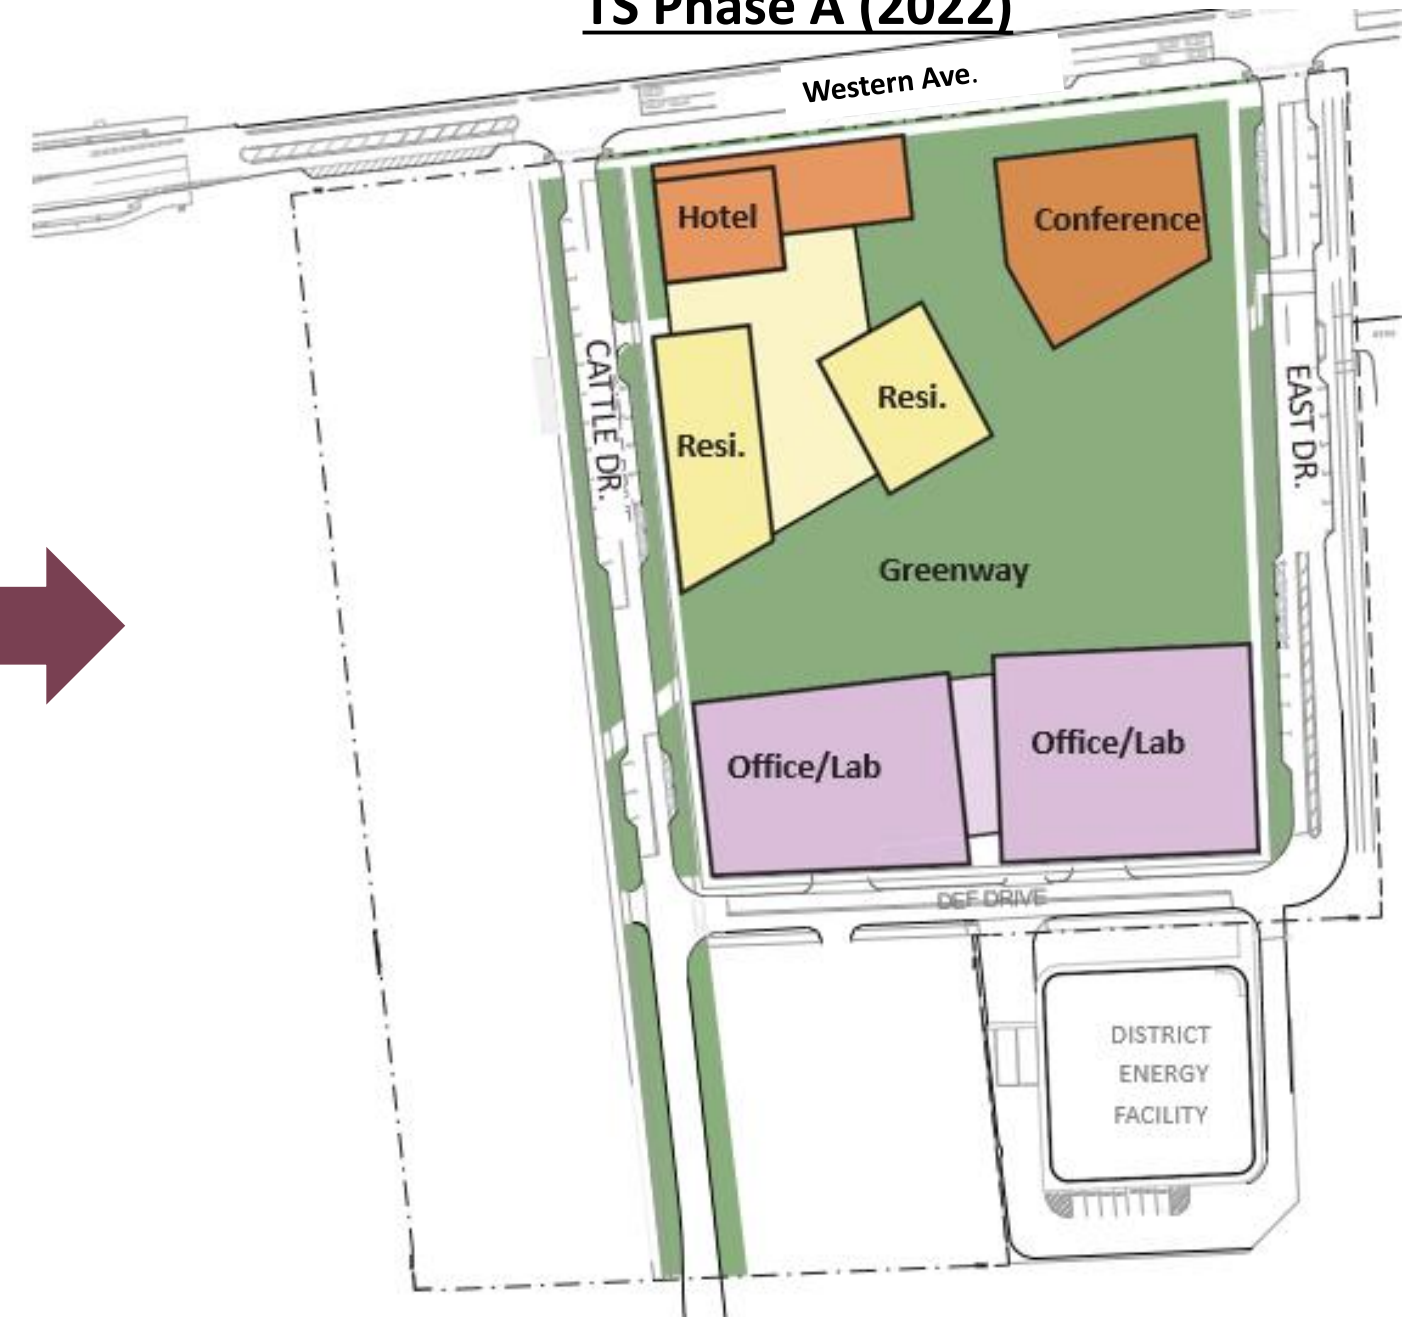 TS Phase A (2022)
Western Ave.
Hotel
Conference
CATTLE DR.
Resi.
Resi.
EAST DR.
Greenway
Office/Lab
Office/Lab
DEF DRIVE
DISTRICT
ENERGY
FACILITY